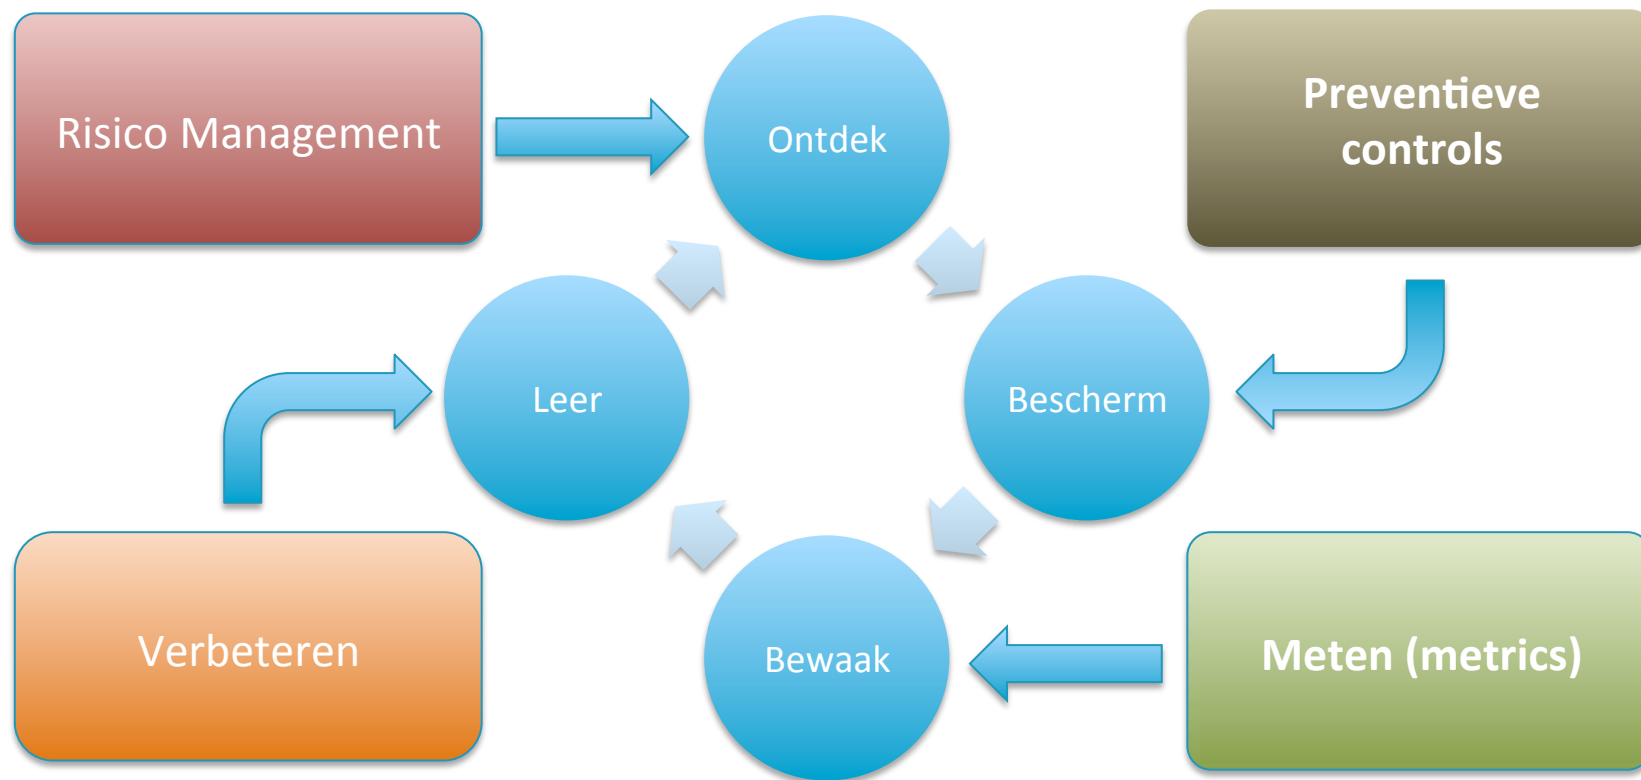 Risico Management
Ontdek
Preventieve
controls
Leer
Bescherm
Verbeteren
Bewaak
Meten (metrics)